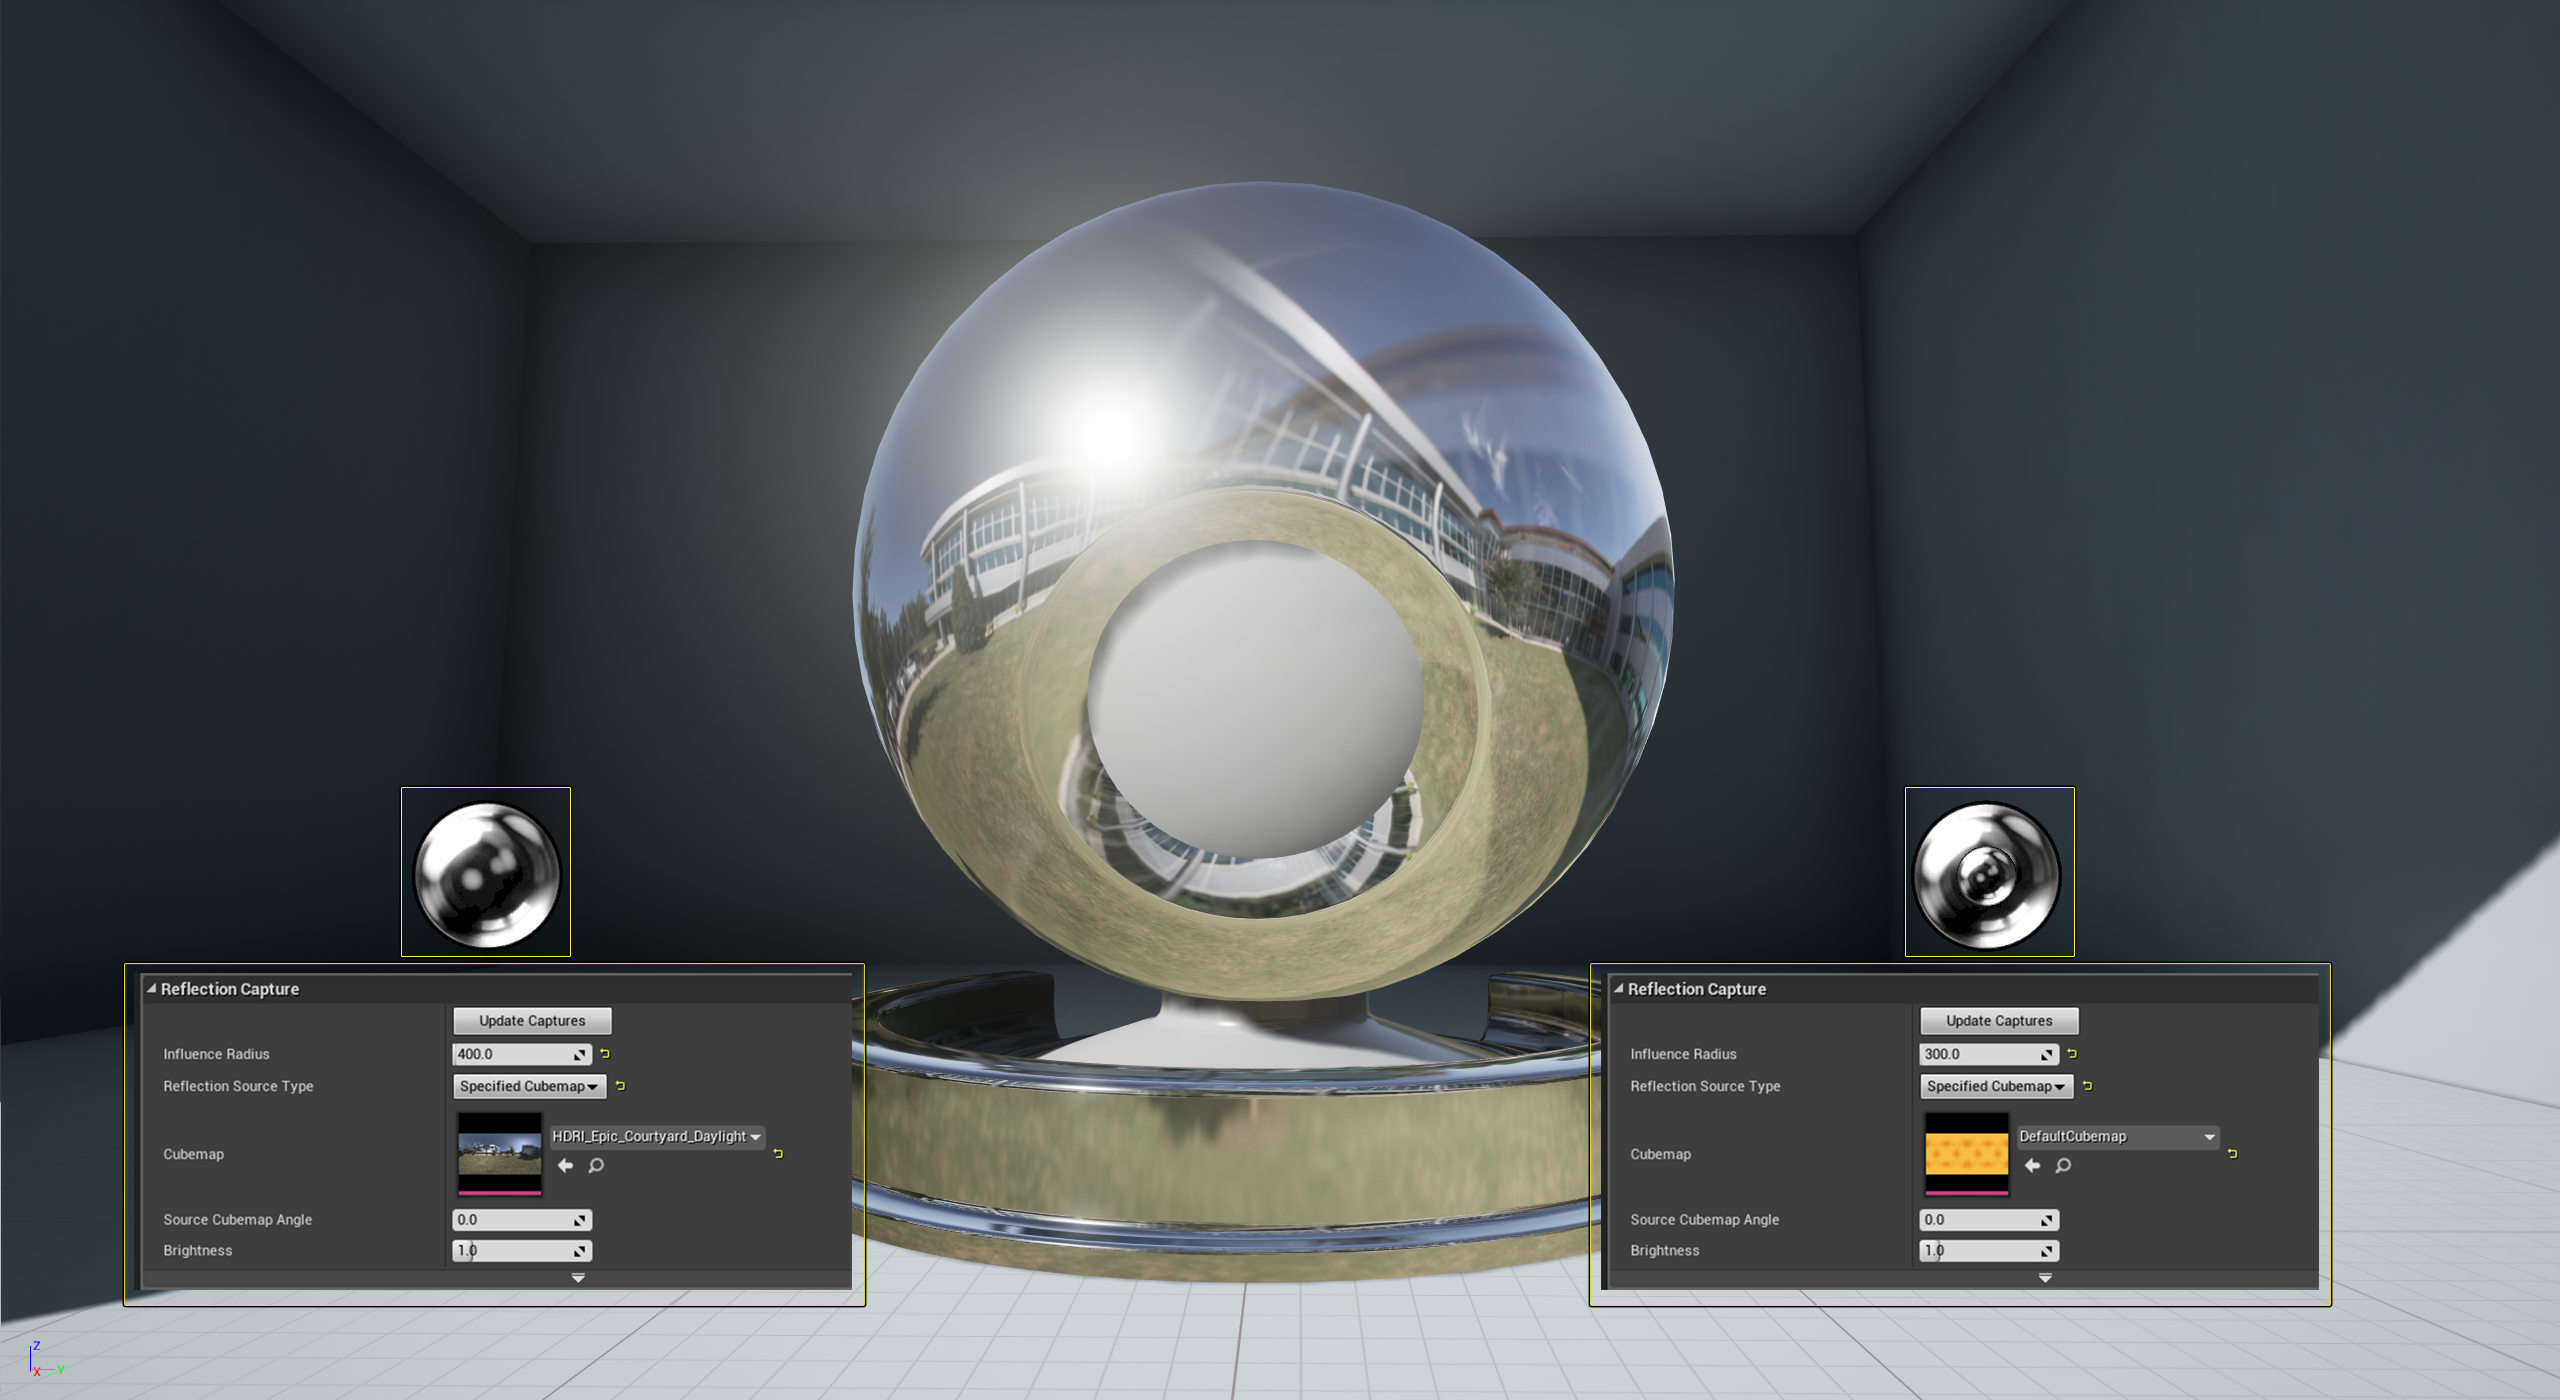 Reflection Capture
Update Captures
Influence Radius
400.0
Reflection Source Type
Specified Cubemap
Cubemap
HDRI_Epic_Courtyard_Daylight
Source Cubemap Angle
0.0
Brightness
1.0
Reflection Capture
Update Captures
Influence Radius
300.0
Reflection Source Type
Specified Cubemap
Cubemap
DefaultCubemap
Source Cubemap Angle
0.0
Brightness
1.0
Z
X
Y